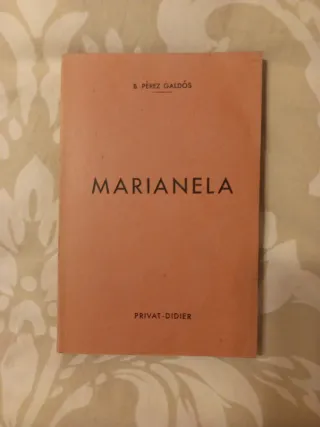 B. PÉREZ GALDÓS
MARIANELA
PRIVAT-DIDIER